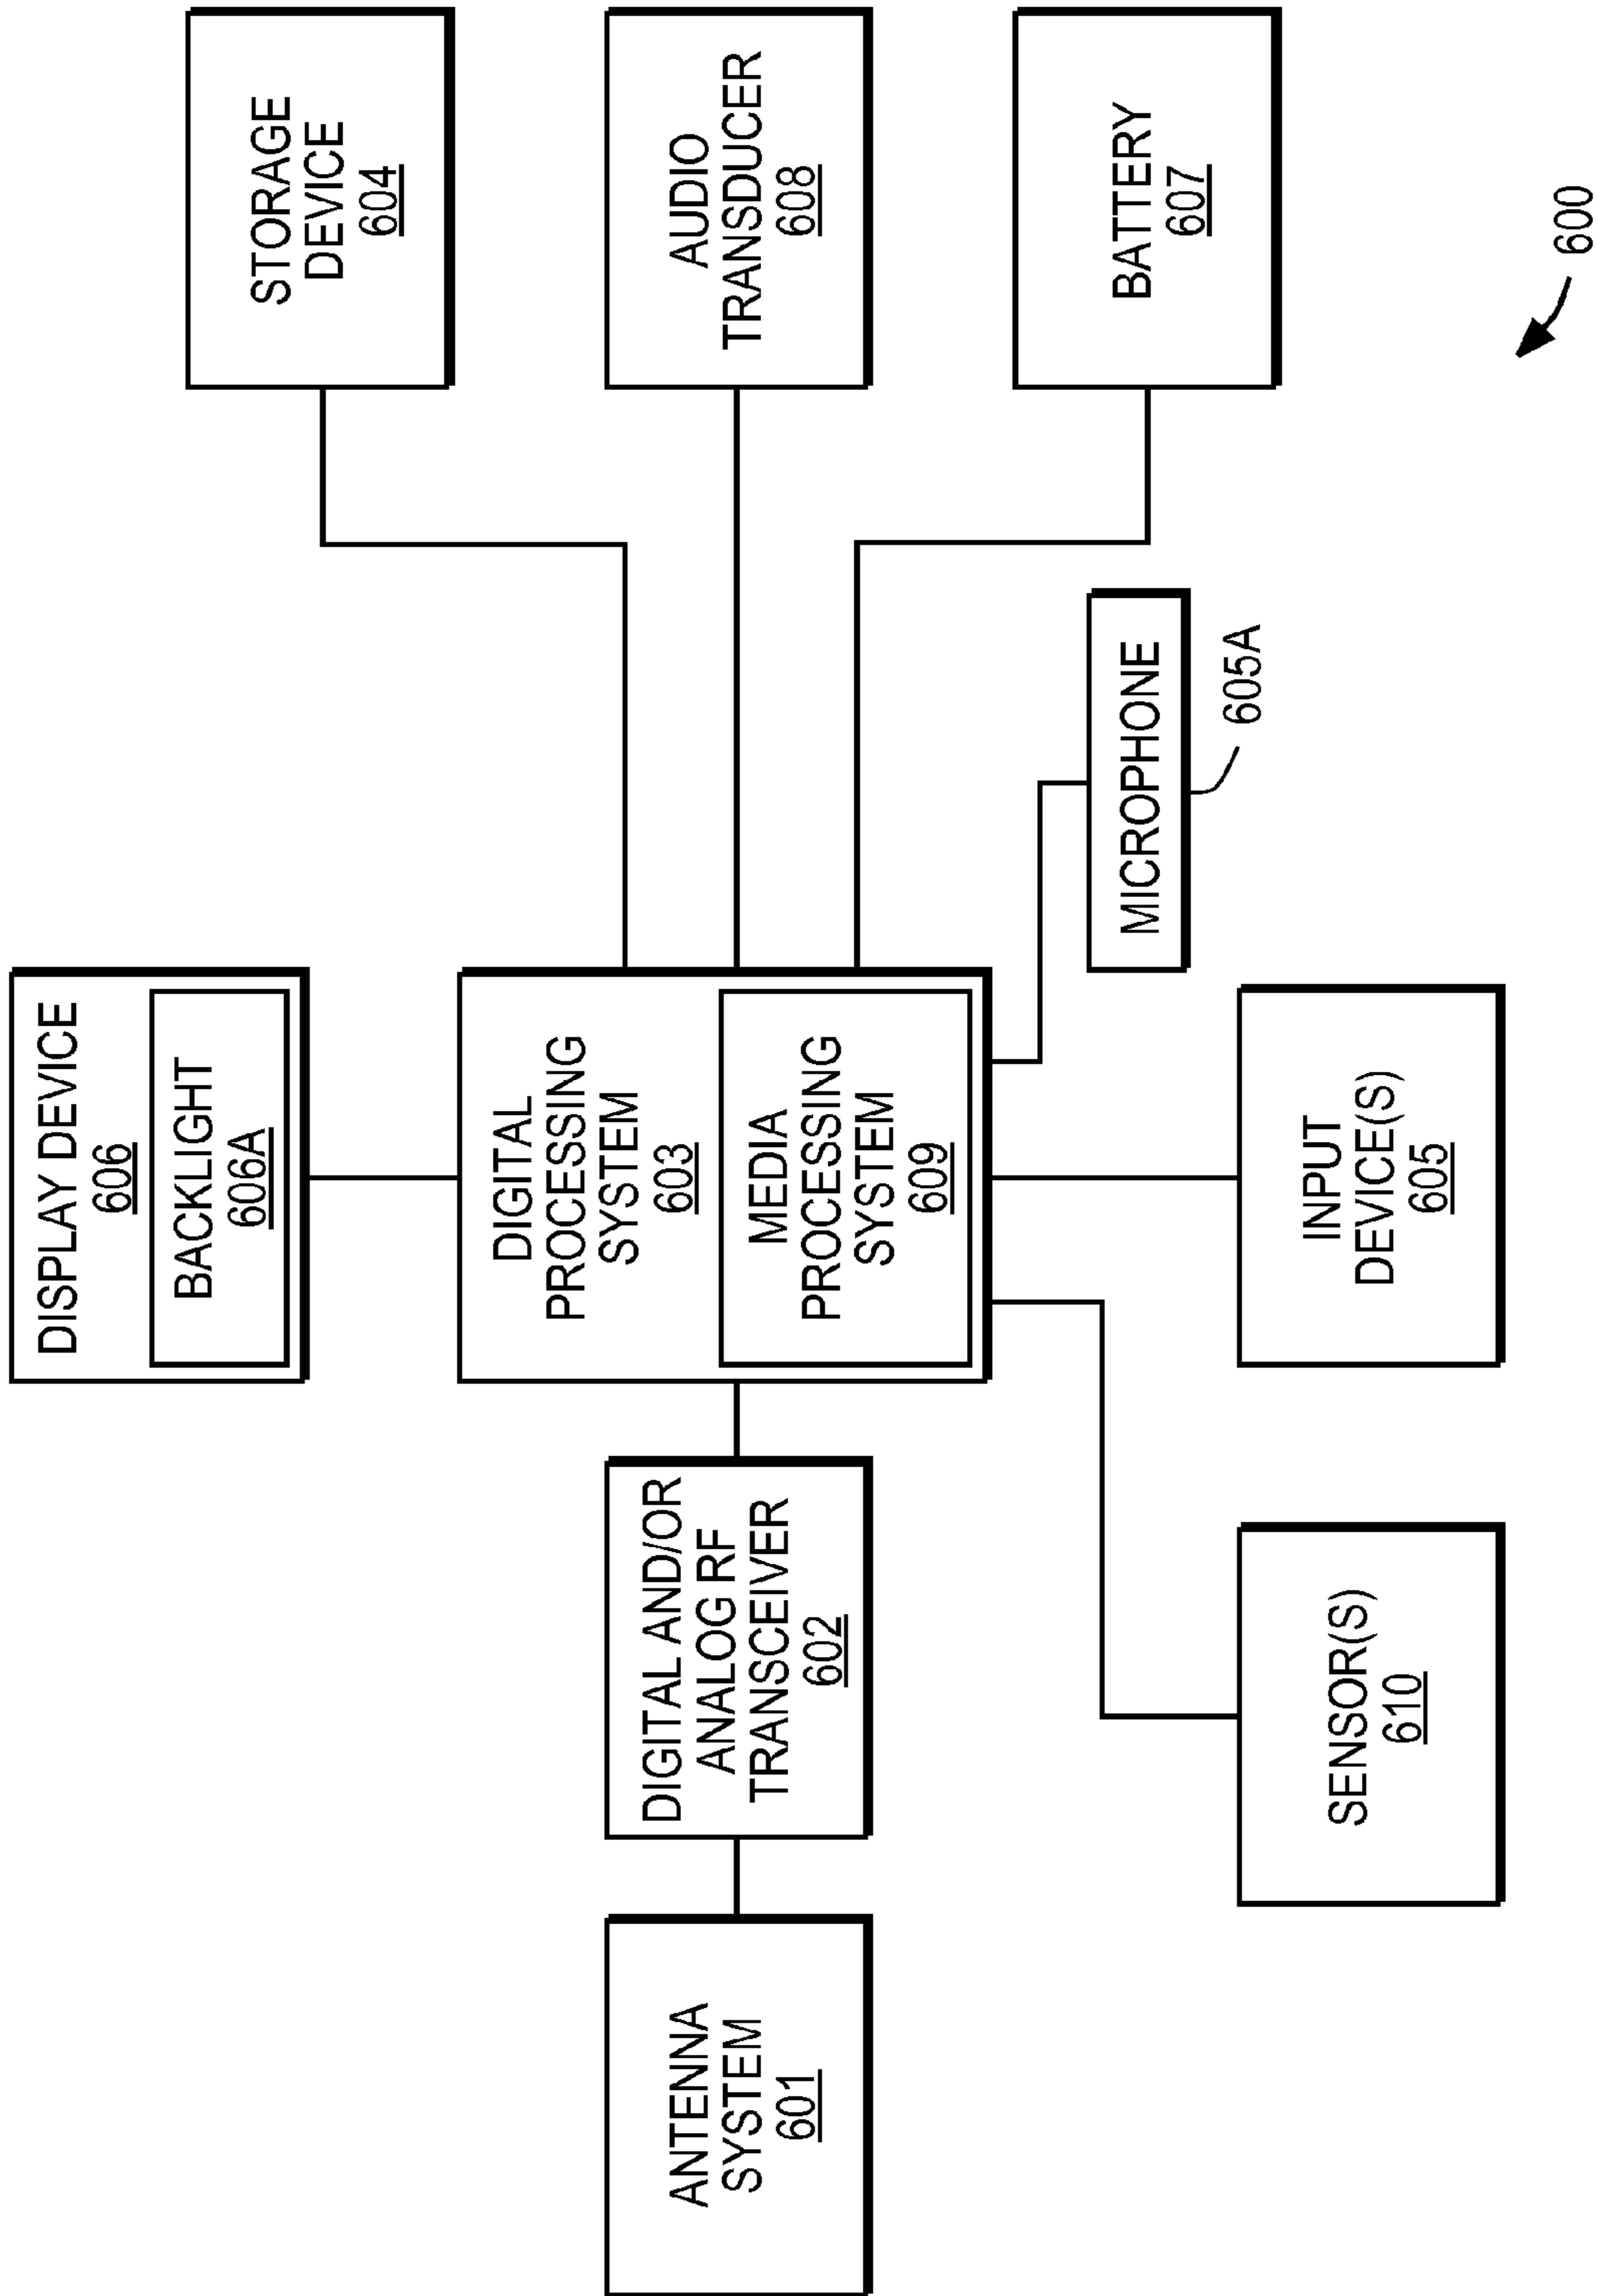 DISPLAY DEVICE
606
BACKLIGHT
606A
STORAGE
DEVICE
604
ANTENNA
SYSTEM
601
DIGITAL AND/OR
ANALOG RF
TRANSCEIVER
602
DIGITAL
PROCESSING
SYSTEM
603
MEDIA
PROCESSING
SYSTEM
609
AUDIO
TRANSDUCER
608
MICROPHONE
605A
BATTERY
607
SENSOR(S)
610
INPUT
DEVICE(S)
605
600